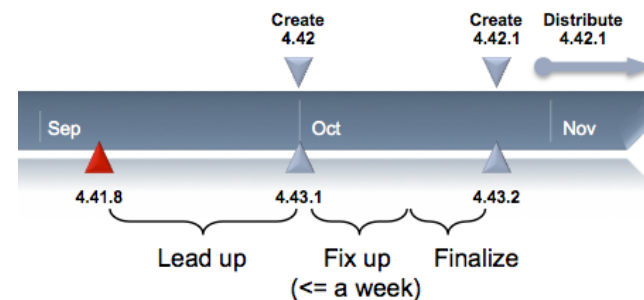 Create
4.42
Create
4.42.1
Distribute
4.42.1
Sep
Oct
Nov
4.41.8
4.43.1
4.43.2
Lead up
Fix up
(<= a week)
Finalize